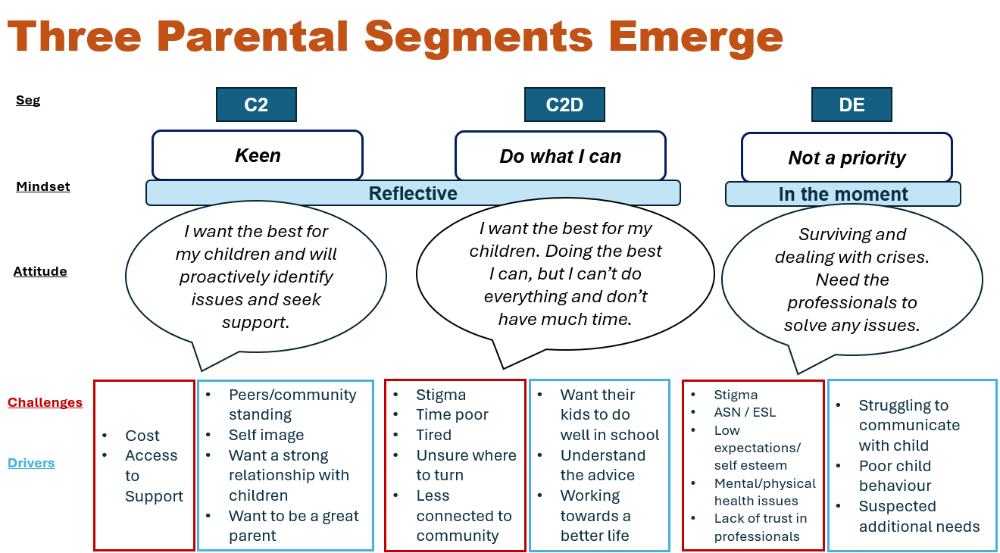 Three Parental Segments Emerge
Seg
C2
C2D
DE
Keen
Do what I can
Not a priority
Mindset
Reflective
In the moment
Attitude
I want the best for
my children and will
proactively identify
issues and seek
support.
I want the best for my
children. Doing the best
I can, but I can’t do
everything and don’t
have much time.
Surviving and
dealing with crises.
Need the
professionals to
solve any issues.
Challenges
Drivers
• Cost
• Access
to
Support
• Peers/community
standing
• Self image
• Want a strong
relationship with
children
• Want to be a great
parent
• Stigma
• Time poor
• Tired
• Unsure where
to turn
• Less
connected to
community
• Want their
kids to do
well in school
• Understand
the advice
• Working
towards a
better life
• Stigma
• ASN / ESL
• Low
expectations/
self esteem
• Mental/physical
health issues
• Lack of trust in
professionals
• Struggling to
communicate
with child
• Poor child
behaviour
• Suspected
additional needs